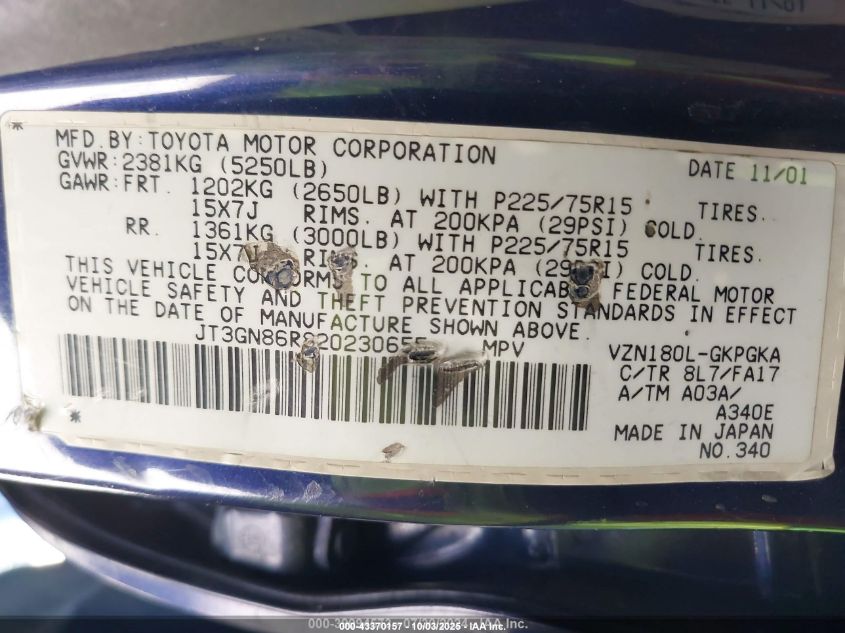 MFD.BY:TOYOTA MOTOR CORPORATION DATE 11/01
GVWR:2381KG (5250LB)
GAWR:FRT. 1202KG (2650LB) WITH P225/75R15 TIRES.
15X7J RIMS. AT 200KPA (29PSI) COLD.
RR. 1361KG (3000LB) WITH P225/75R15 TIRES.
15X7J RIMS. AT 200KPA COLD.
THIS VEHICLE CONFORMS TO ALL APPLICABLE FEDERAL MOTOR
VEHICLE SAFETY AND THEFT PREVENTION STANDARDS IN EFFECT
ON THE DATE OF MANUFACTURE SHOWN ABOVE.
MPV VZN180L-GKPGKA
C/TR 8L7/FA17
A/TM A03A/
A340E
MADE IN JAPAN
NO.340
43370157 - 10/03/2025 - IAA Inc.